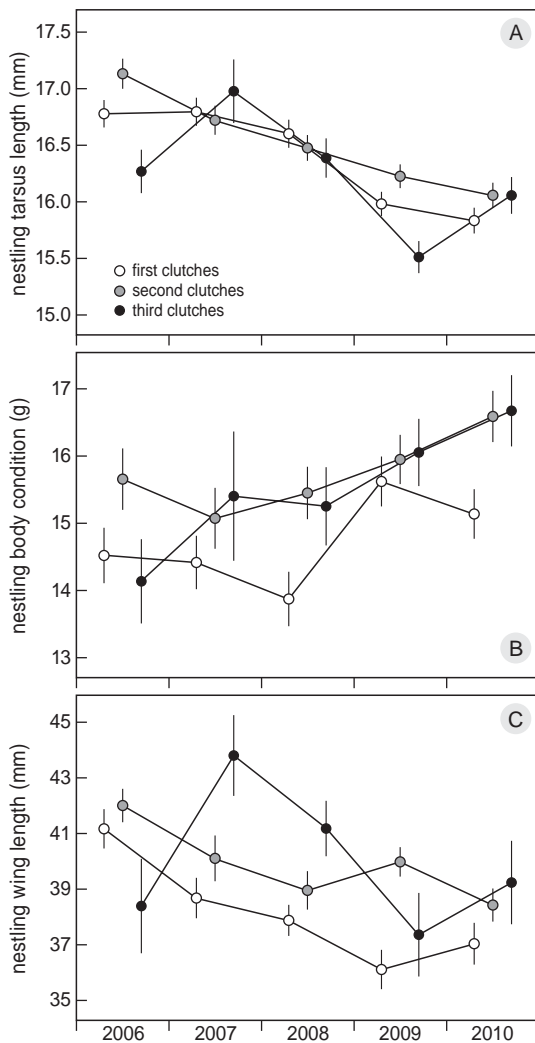 17.5
A
17.0
16.5
16.0
15.5
15.0
nestling tarsus length (mm)
first clutches
second clutches
third clutches
17
16
15
14
13
nestling body condition (g)
B
45
C
43
41
39
37
35
nestling wing length (mm)
2006 2007 2008 2009 2010